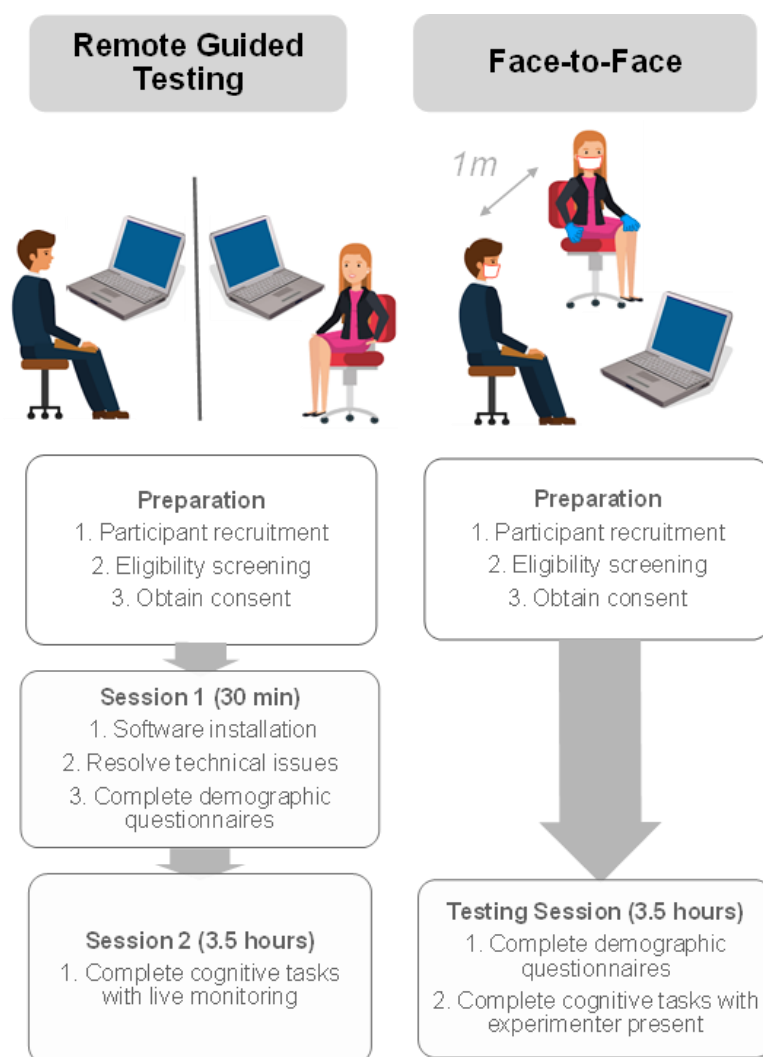 Remote Guided
Testing
Face-to-Face
1m
Preparation
1. Participant recruitment
2. Eligibility screening
3. Obtain consent
Session 1 (30 min)
1. Software installation
2. Resolve technical issues
3. Complete demographic
questionnaires
Session 2 (3.5 hours)
1. Complete cognitive tasks
with live monitoring
Preparation
1. Participant recruitment
2. Eligibility screening
3. Obtain consent
Testing Session (3.5 hours)
1. Complete demographic
questionnaires
2. Complete cognitive tasks with
experimenter present